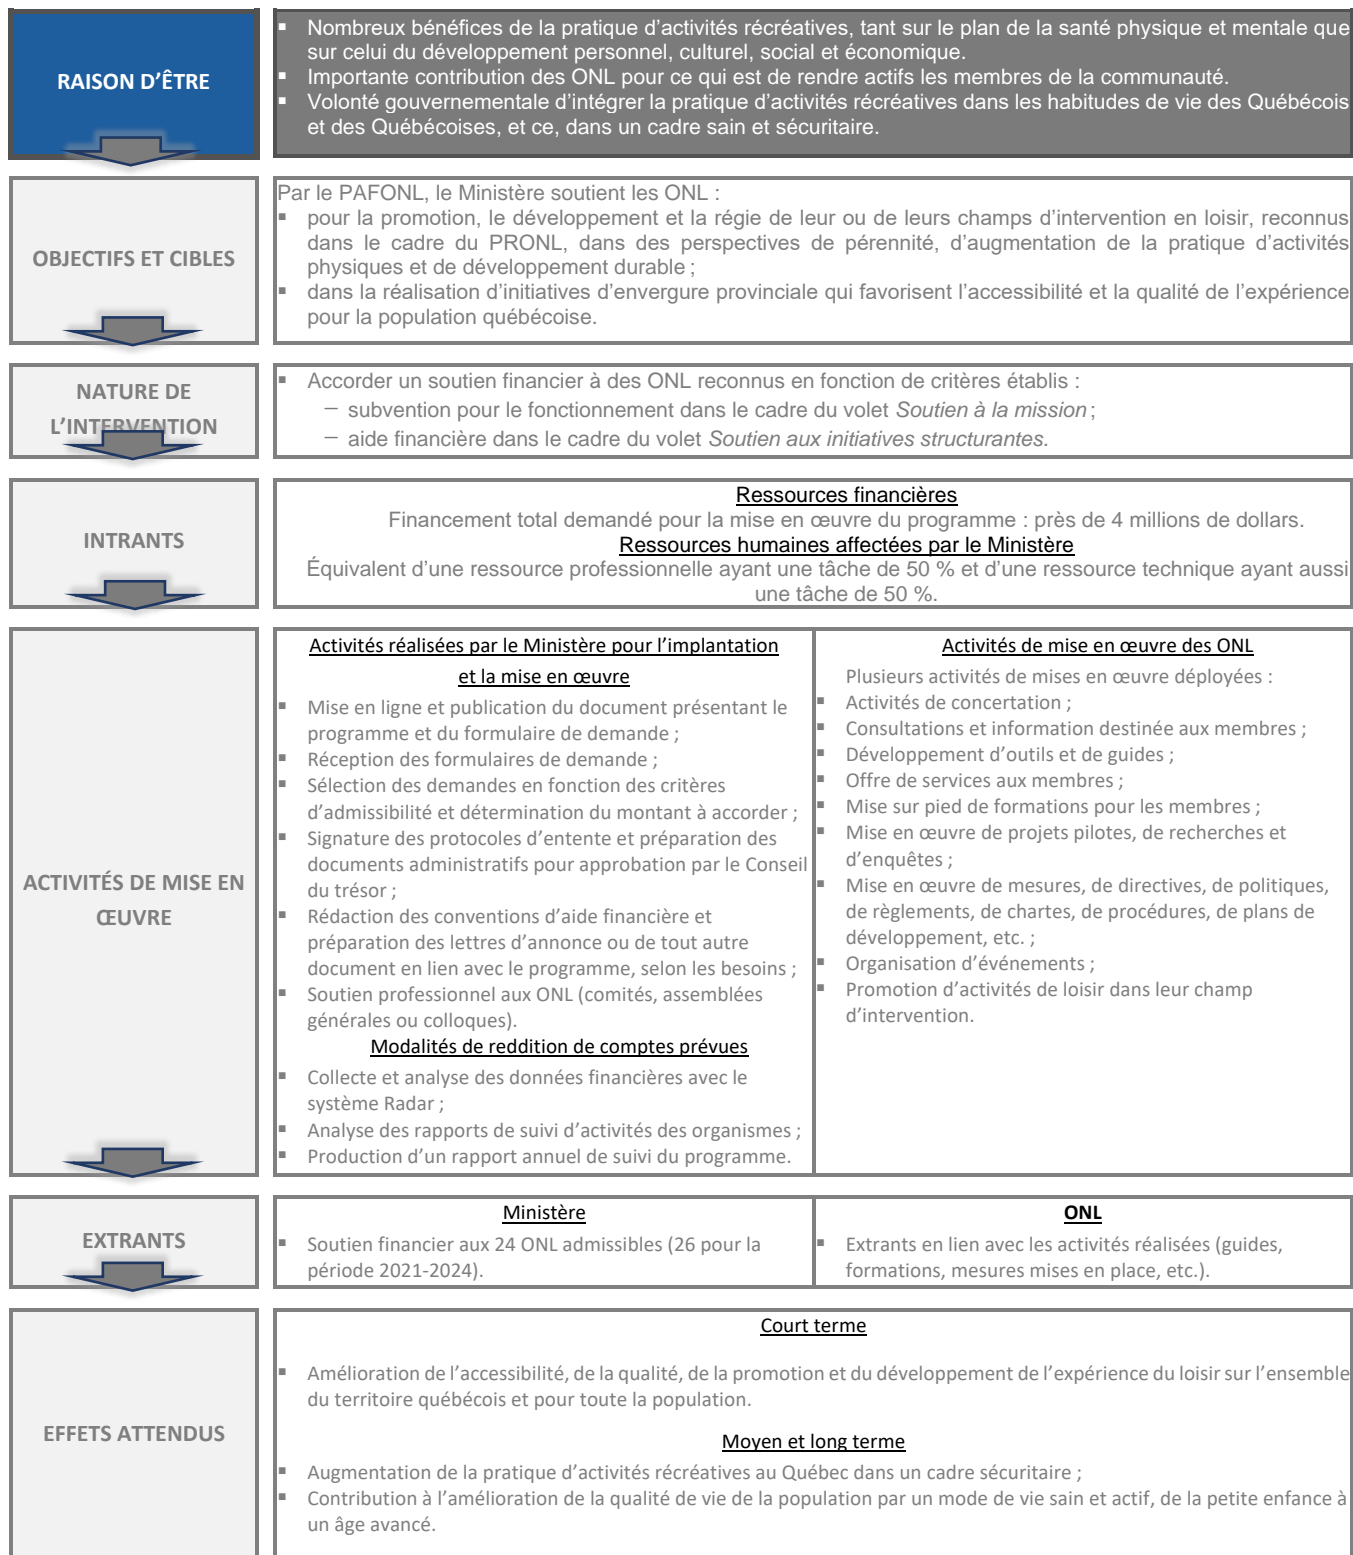 RAISON D’ÊTRE
▪ Nombreux bénéfices de la pratique d’activités récréatives, tant sur le plan de la santé physique et mentale que
sur celui du développement personnel, culturel, social et économique.
▪ Importante contribution des ONL pour ce qui est de rendre actifs les membres de la communauté.
▪ Volonté gouvernementale d’intégrer la pratique d’activités récréatives dans les habitudes de vie des Québécois
et des Québécoises, et ce, dans un cadre sain et sécuritaire.
OBJECTIFS ET CIBLES
Par le PAFONL, le Ministère soutient les ONL :
▪ pour la promotion, le développement et la régie de leur ou de leurs champs d’intervention en loisir, reconnus
dans le cadre du PRONL, dans des perspectives de pérennité, d’augmentation de la pratique d’activités
physiques et de développement durable ;
▪ dans la réalisation d’initiatives d’envergure provinciale qui favorisent l’accessibilité et la qualité de l’expérience
pour la population québécoise.
NATURE DE
L’INTERVENTION
▪ Accorder un soutien financier à des ONL reconnus en fonction de critères établis :
– subvention pour le fonctionnement dans le cadre du volet Soutien à la mission ;
– aide financière dans le cadre du volet Soutien aux initiatives structurantes.
INTRANTS
Ressources financières
Financement total demandé pour la mise en œuvre du programme : près de 4 millions de dollars.
Ressources humaines affectées par le Ministère
Équivalent d’une ressource professionnelle ayant une tâche de 50 % et d’une ressource technique ayant aussi
une tâche de 50 %.
ACTIVITÉS DE MISE EN
ŒUVRE
Activités réalisées par le Ministère pour l’implantation
et la mise en œuvre
▪ Mise en ligne et publication du document présentant le
programme et du formulaire de demande ;
▪ Réception des formulaires de demande ;
▪ Sélection des demandes en fonction des critères
d’admissibilité et détermination du montant à accorder ;
▪ Signature des protocoles d’entente et préparation des
documents administratifs pour approbation par le Conseil
du trésor ;
▪ Rédaction des conventions d’aide financière et
préparation des lettres d’annonce ou de tout autre
document en lien avec le programme, selon les besoins ;
▪ Soutien professionnel aux ONL (comités, assemblées
générales ou colloques).
Modalités de reddition de comptes prévues
▪ Collecte et analyse des données financières avec le
système Radar ;
▪ Analyse des rapports de suivi d’activités des organismes ;
▪ Production d’un rapport annuel de suivi du programme.
Activités de mise en œuvre des ONL
Plusieurs activités de mises en œuvre déployées :
▪ Activités de concertation ;
▪ Consultations et information destinée aux membres ;
▪ Développement d’outils et de guides ;
▪ Offre de services aux membres ;
▪ Mise sur pied de formations pour les membres ;
▪ Mise en œuvre de projets pilotes, de recherches et
d’enquêtes ;
▪ Mise en œuvre de mesures, de directives, de politiques,
de règlements, de chartes, de procédures, de plans de
développement, etc. ;
▪ Organisation d’événements ;
▪ Promotion d’activités de loisir dans leur champ
d’intervention.
EXTRANTS
Ministère
▪ Soutien financier aux 24 ONL admissibles (26 pour la
période 2021-2024).
ONL
▪ Extrants en lien avec les activités réalisées (guides,
formations, mesures mises en place, etc.).
EFFETS ATTENDUS
Court terme
▪ Amélioration de l’accessibilité, de la qualité, de la promotion et du développement de l’expérience du loisir sur l’ensemble
du territoire québécois et pour toute la population.
Moyen et long terme
▪ Augmentation de la pratique d’activités récréatives au Québec dans un cadre sécuritaire ;
▪ Contribution à l’amélioration de la qualité de vie de la population par un mode de vie sain et actif, de la petite enfance à
un âge avancé.